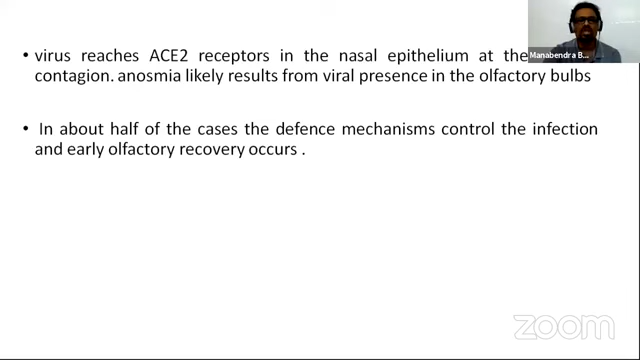 • virus reaches ACE2 receptors in the nasal epithelium at the
contagion. anosmia likely results from viral presence in the olfactory bulbs
• In about half of the cases the defence mechanisms control the infection
and early olfactory recovery occurs .
Manabendra B...
zoom